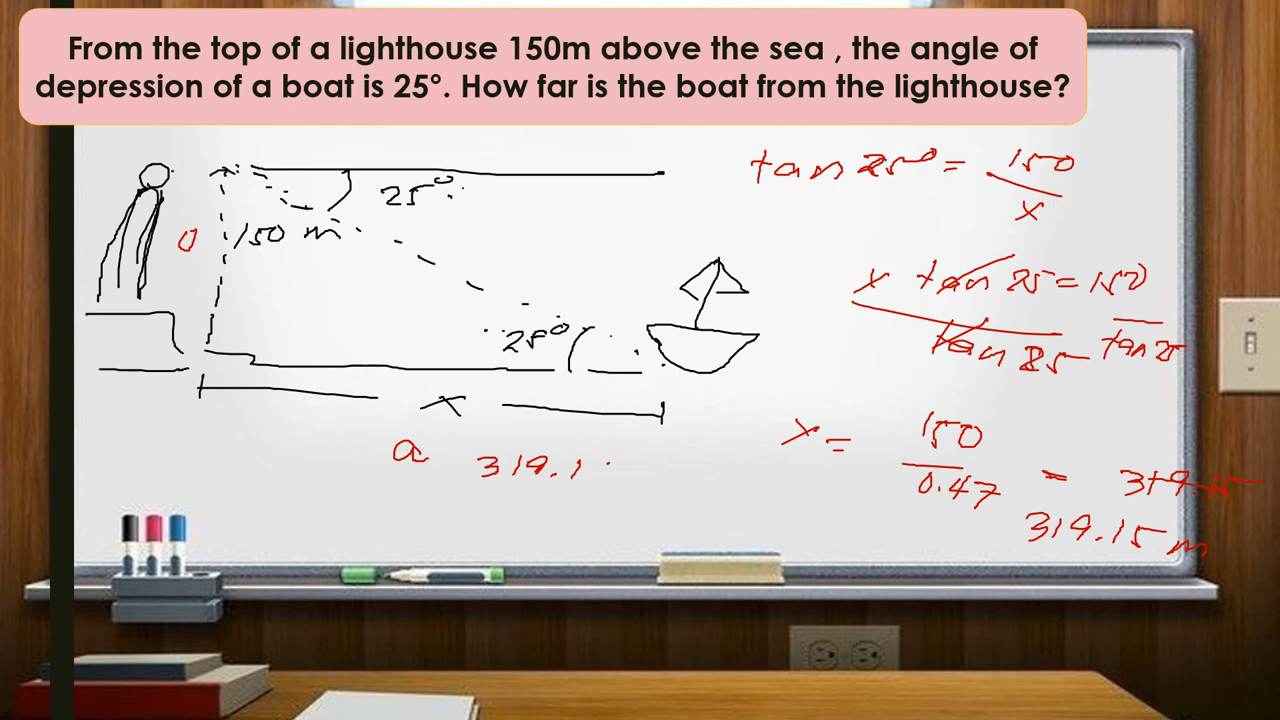 From the top of a lighthouse 150m above the sea , the angle of
depression of a boat is 25°. How far is the boat from the lighthouse?
25°
150 m
O
25°
x
a
319.1
tan 25° = 150
x
x tan 25 = 150
tan 25 tan 25
x = 150
0.47
= 319.15
319.15 m